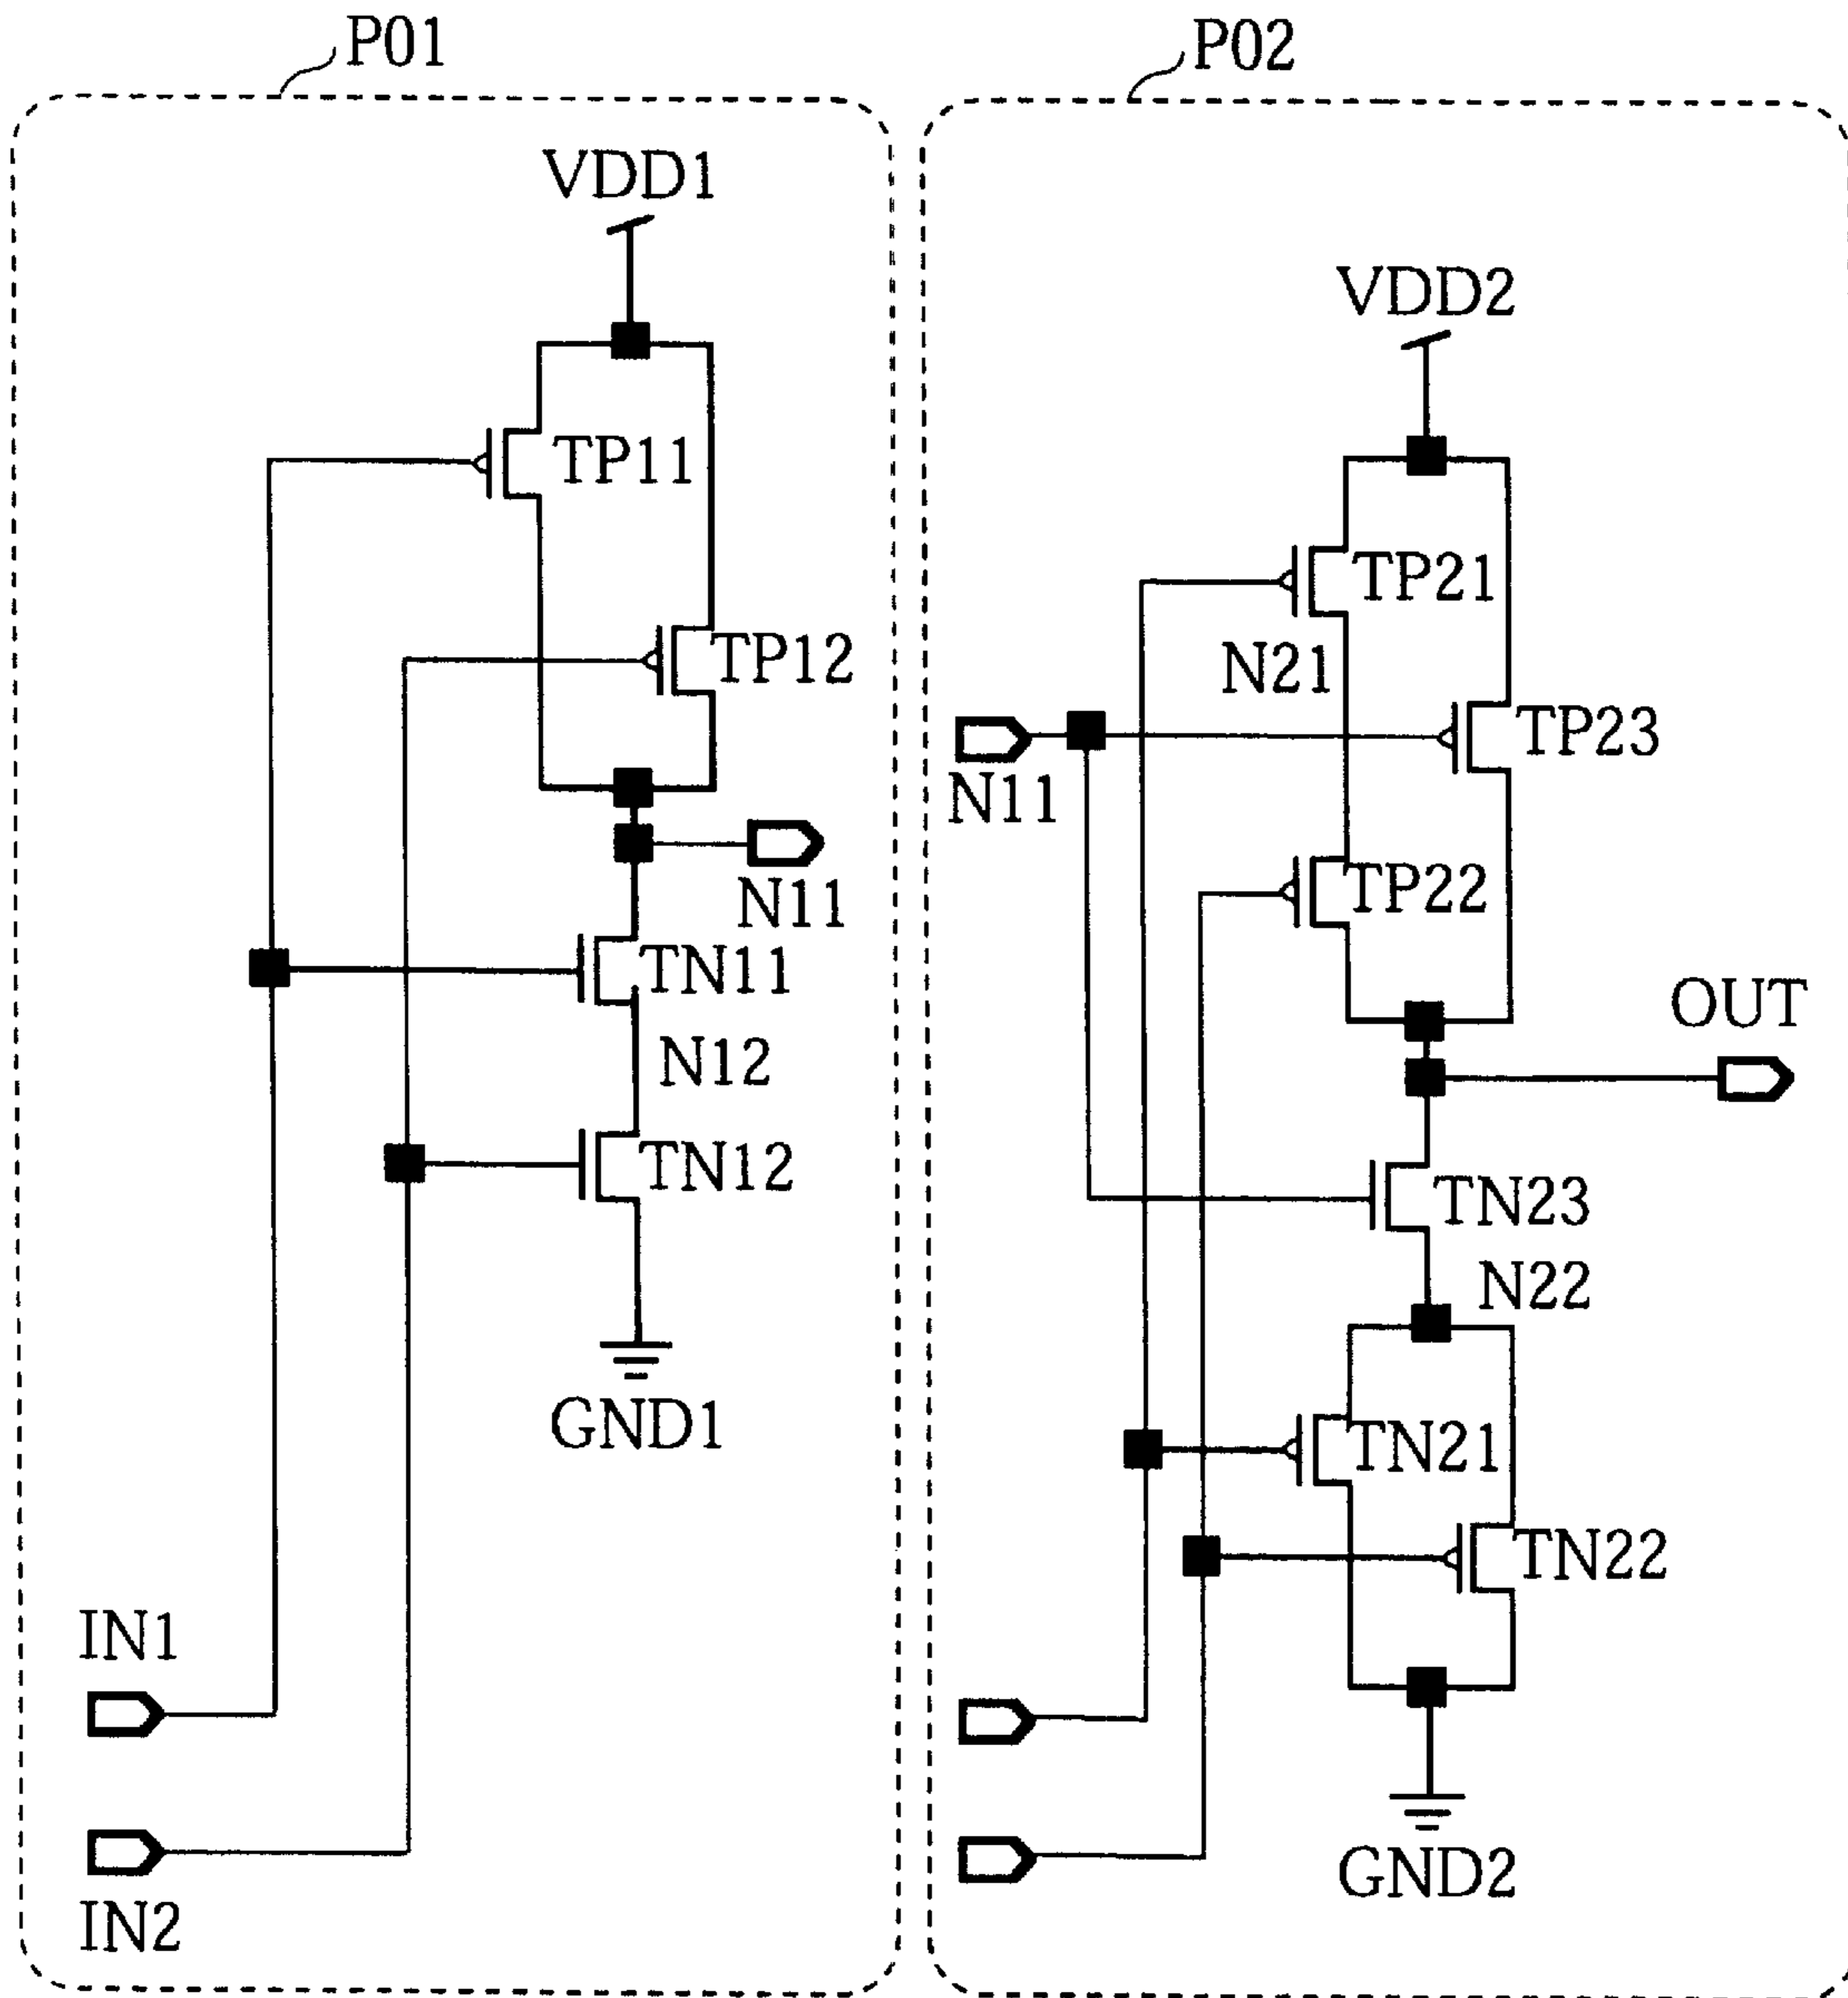 P01
VDD1
TP11
TP12
N11
TN11
N12
TN12
GND1
IN1
IN2
P02
VDD2
TP21
N21
TP23
N11
TP22
OUT
TN23
N22
TN21
TN22
GND2